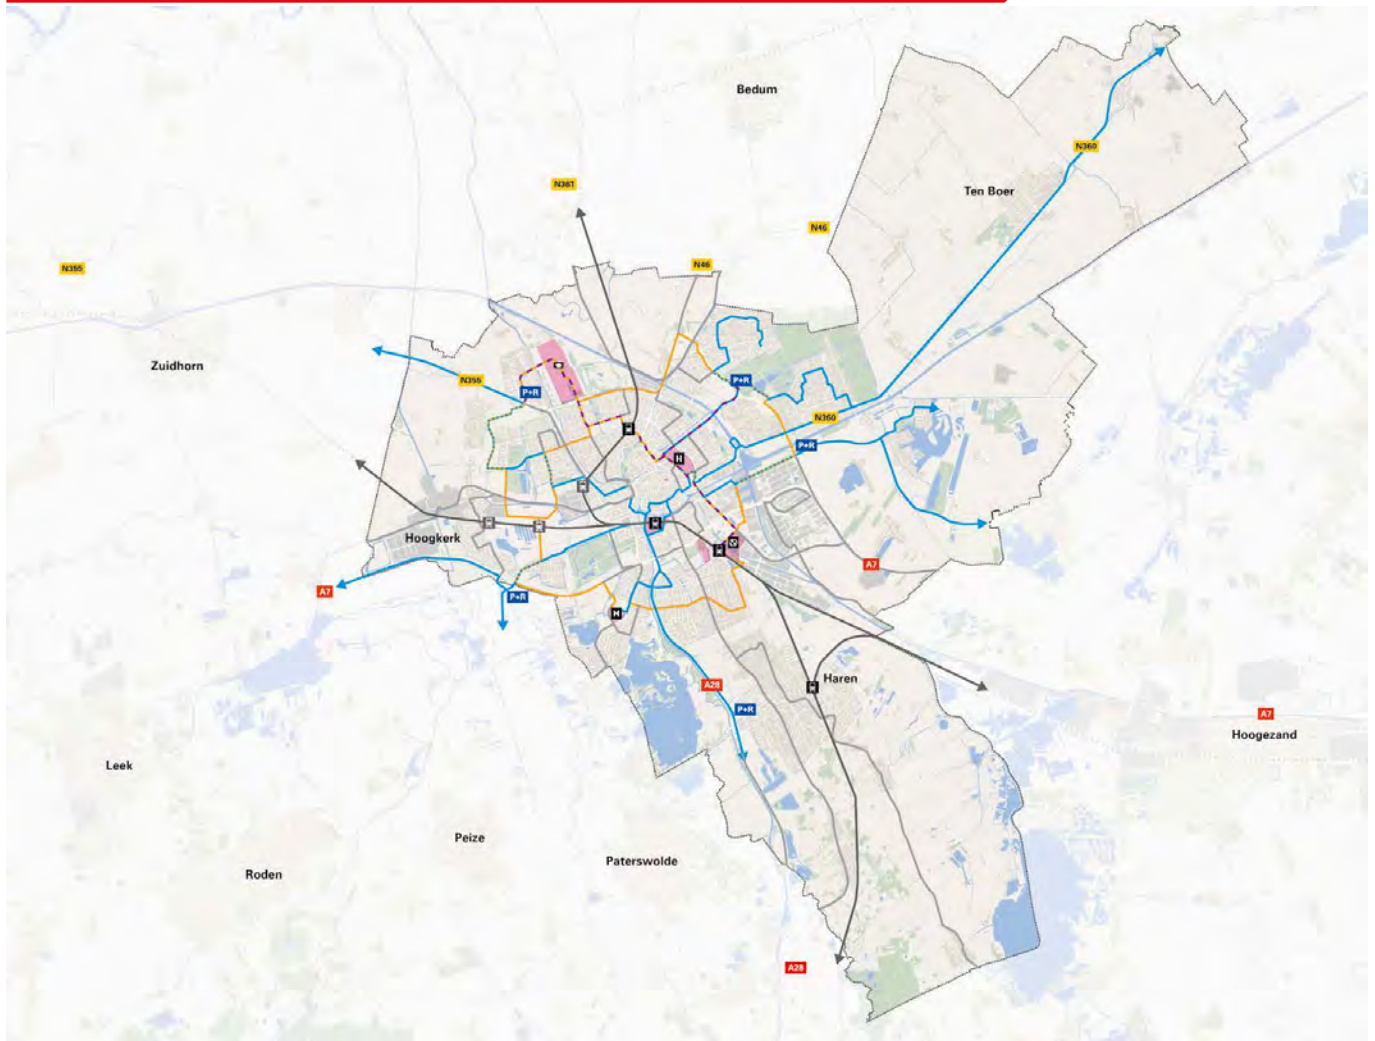 Bedum
N360
N361
Ten Boer
N46
N46
N355
Zuidhorn
N355
P+R
P+R
N360
P+R
H
Hoogkerk
A7
A7
P+R
H
Haren
A28
P+R
A7
Hoogezand
Leek
Peize
Paterswolde
Roden
A28